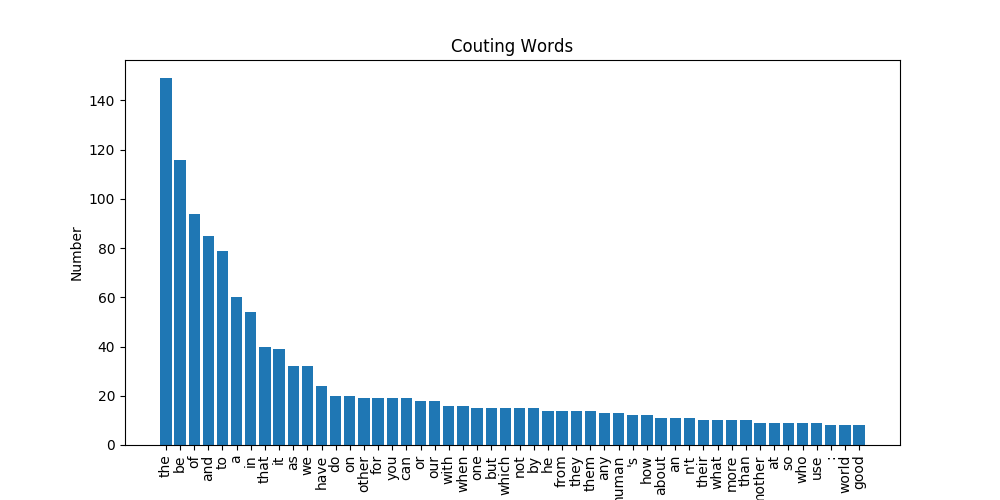 Couting Words
Number
140
120
100
80
60
40
20
0
the
be
of
and
to
a
in
that
it
as
we
have
do
on
other
for
you
can
or
our
with
when
one
but
which
not
by
he
from
they
them
any
human
's
how
about
an
n't
their
what
more
than
at
so
who
use
:
world
good